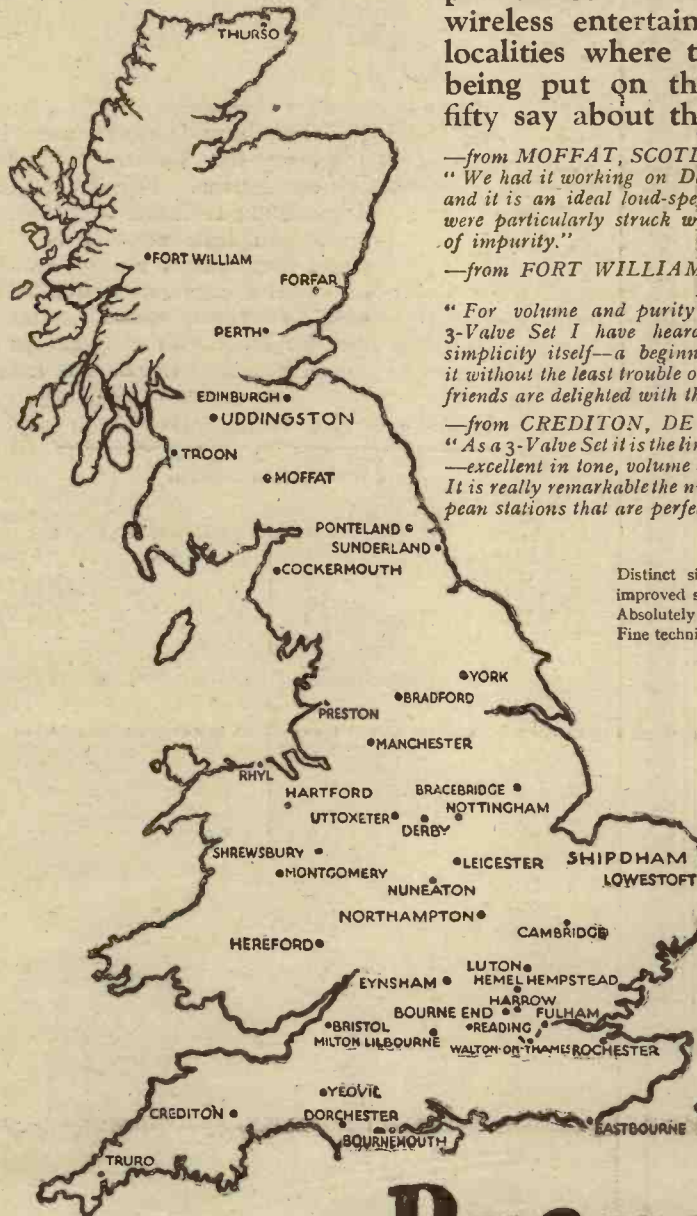 wireless entertain
localities where t
being put on th
fifty say about th
—from MOFFAT, SCOTL
" We had it working on D
and it is an ideal loud-spe
were particularly struck w
of impurity."
—from FORT WILLIAM
" For volume and purity
3-Valve Set I have heard
simplicity itself—a beginn
it without the least trouble o
friends are delighted with th
—from CREDITON, DE
" As a 3-Valve Set it is the lin
—excellent in tone, volume
It is really remarkable the n
pean stations that are perfe
Distinct si
improved s
Absolutely
Fine techni
THURSO
FORT WILLIAM
FORFAR
PERTH
EDINBURGH
UDDINGSTON
TROON
MOFFAT
PONTELAND
SUNDERLAND
COCKERMOUTH
YORK
BRADFORD
PRESTON
MANCHESTER
RHYL
HARTFORD
BRACEBRIDGE
UTTOXETER
NOTTINGHAM
DERBY
SHREWSBURY
LEICESTER
SHIPDHAM
MONTGOMERY
LOWESTOFT
NUNEATON
NORTHAMPTON
CAMBRIDGE
HEREFORD
LUTON
EYNSHAM
HEMEL HEMPSTEAD
HARROW
BOURNE END
FULHAM
BRISTOL
READING
MILTON LILBOURNE
WALTON-ON-THAMES
ROCHESTER
YEOVIL
CREDITON
DORCHESTER
BOURNEMOUTH
EASTBOURNE
TRURO